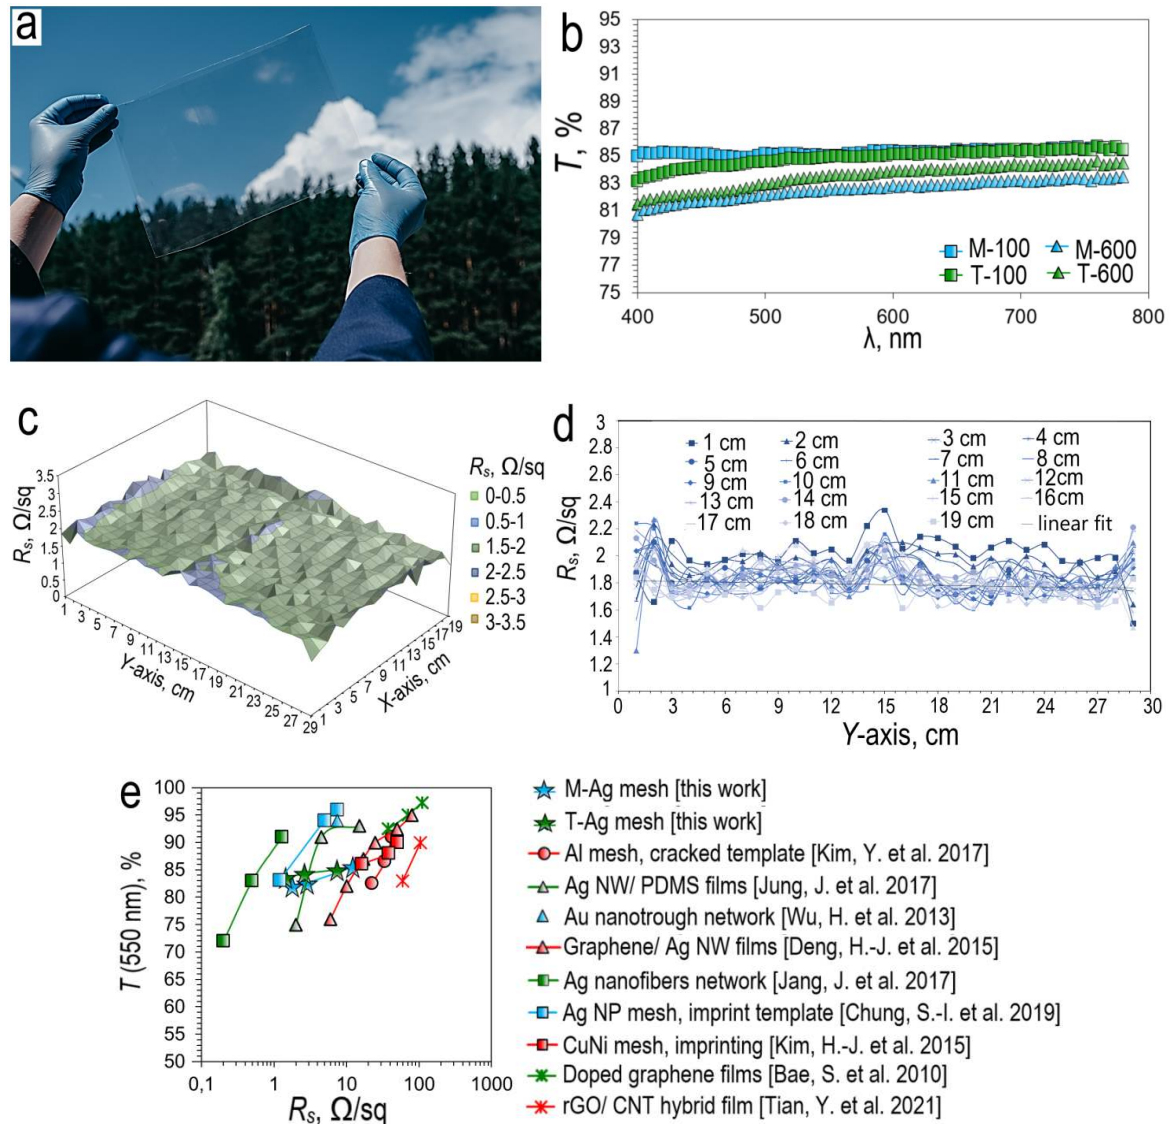 a
b
T, %
95
93
91
89
87
85
83
81
79
77
75
M-100
M-600
T-100
T-600
400
500
600
700
800
λ, nm
c
Rs, Ω/sq
3.5
3
2.5
2
1.5
1
0.5
0
1
3
5
7
9
11
13
15
17
19
21
23
25
27
29
Y-axis, cm
1
3
5
7
9
11
13
15
17
19
X-axis, cm
Rs, Ω/sq
0-0.5
0.5-1
1-1.5
1.5-2
2-2.5
2.5-3
3-3.5
d
Rs, Ω/sq
3
2.8
2.6
2.4
2.2
2
1.8
1.6
1.4
1.2
1
1 cm
2 cm
3 cm
4 cm
5 cm
6 cm
7 cm
8 cm
9 cm
10 cm
11 cm
12cm
13 cm
14 cm
15 cm
16cm
17 cm
18 cm
19 cm
linear fit
0
3
6
9
12
15
18
21
24
27
30
Y-axis, cm
e
T (550 nm), %
100
95
90
85
80
75
70
65
60
55
50
0,1
1
10
100
1000
Rs, Ω/sq
M-Ag mesh [this work]
T-Ag mesh [this work]
Al mesh, cracked template [Kim, Y. et al. 2017]
Ag NW/ PDMS films [Jung, J. et al. 2017]
Au nanotrough network [Wu, H. et al. 2013]
Graphene/ Ag NW films [Deng, H.-J. et al. 2015]
Ag nanofibers network [Jang, J. et al. 2017]
Ag NP mesh, imprint template [Chung, S.-I. et al. 2019]
CuNi mesh, imprinting [Kim, H.-J. et al. 2015]
Doped graphene films [Bae, S. et al. 2010]
rGO/ CNT hybrid film [Tian, Y. et al. 2021]